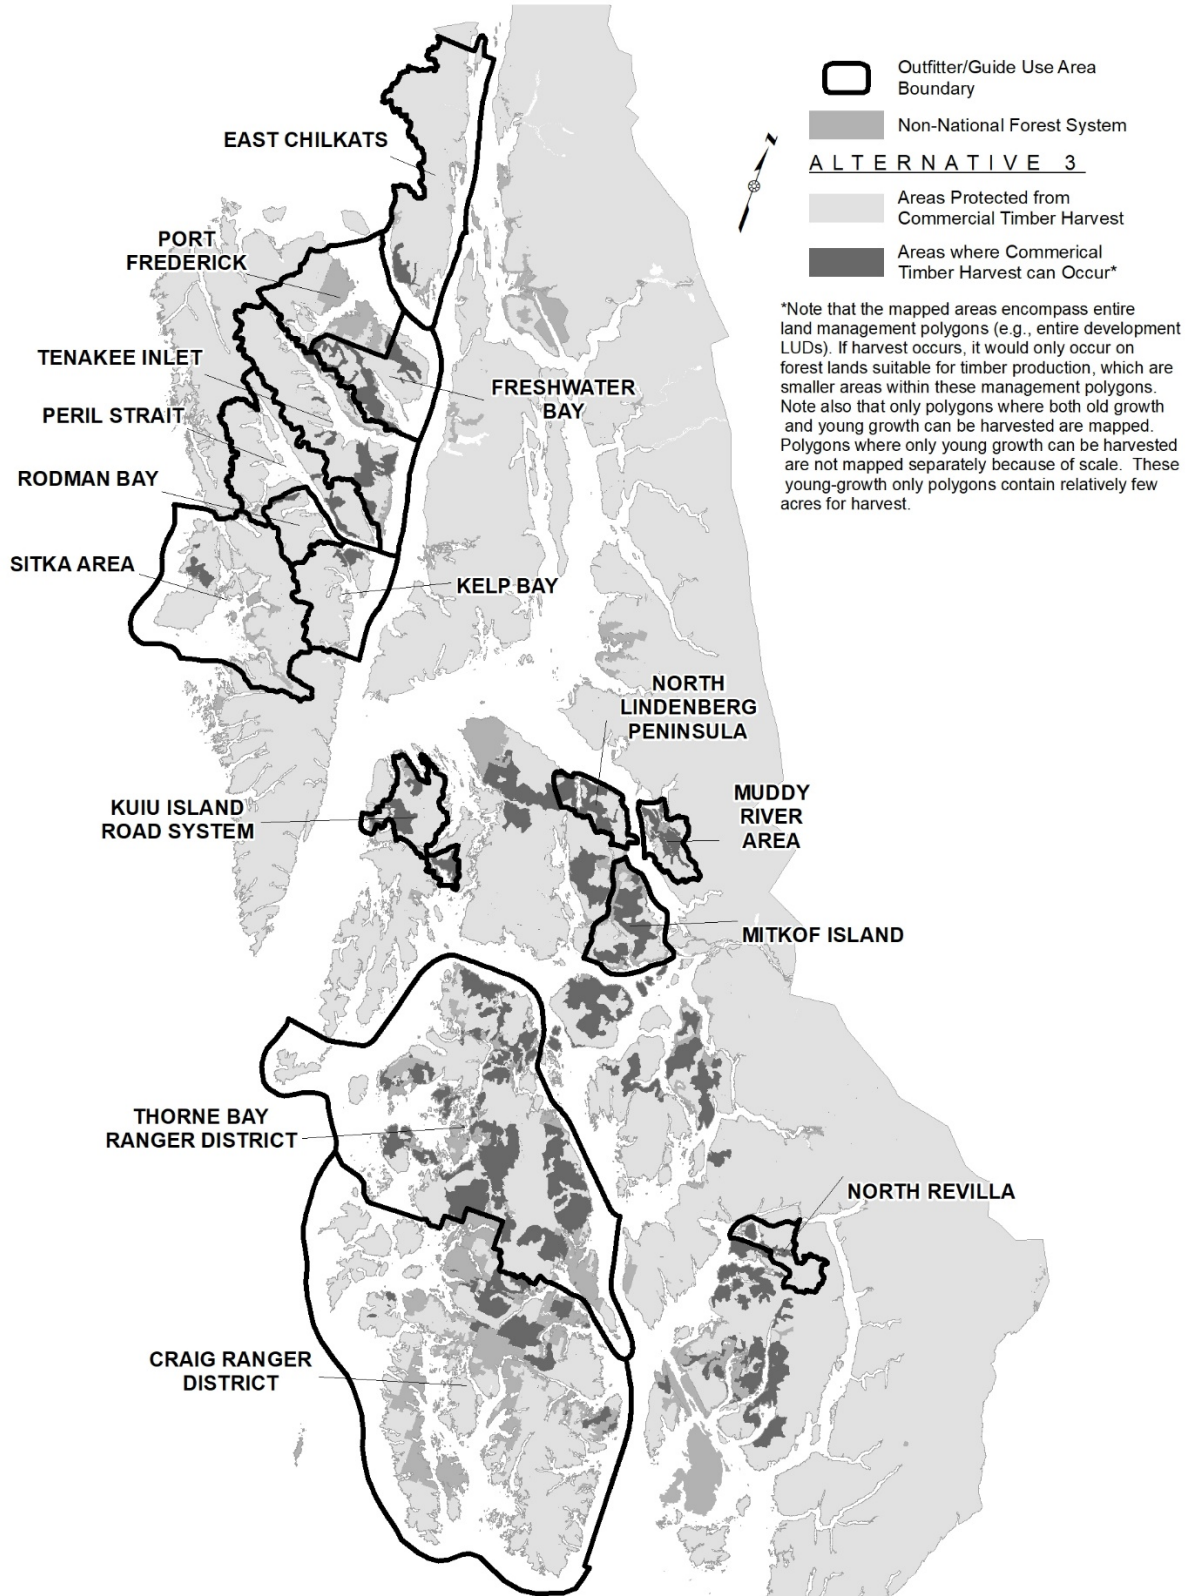 Outfitter/Guide Use Area
Boundary
Non-National Forest System
ALTERNATIVE 3
Areas Protected from
Commercial Timber Harvest
Areas where Commerical
Timber Harvest can Occur*
*Note that the mapped areas encompass entire
land management polygons (e.g., entire development
LUDs). If harvest occurs, it would only occur on
forest lands suitable for timber production, which are
smaller areas within these management polygons.
Note also that only polygons where both old growth
and young growth can be harvested are mapped.
Polygons where only young growth can be harvested
are not mapped separately because of scale. These
young-growth only polygons contain relatively few
acres for harvest.
Z
EAST CHILKATS
PORT
FREDERICK
TENAKEE INLET
FRESHWATER
BAY
PERIL STRAIT
RODMAN BAY
SITKA AREA
KELP BAY
NORTH
LINDENBERG
PENINSULA
KUIU ISLAND
ROAD SYSTEM
MUDDY
RIVER
AREA
MITKOF ISLAND
THORNE BAY
RANGER DISTRICT
NORTH REVILLA
CRAIG RANGER
DISTRICT